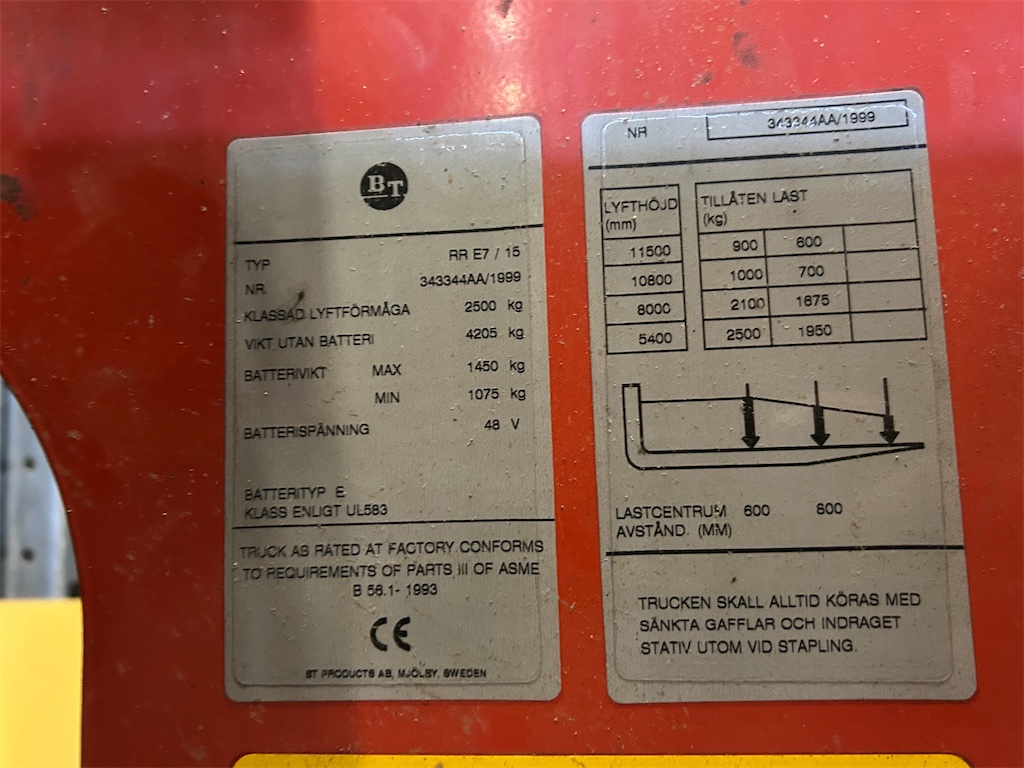 BT
TYP RR E7 / 15
NR. 343344AA/1999
KLASSAD LYFTFÖRMÅGA 2500 kg
VIKT UTAN BATTERI 4205 kg
BATTERIVIKT MAX 1450 kg
MIN 1075 kg
BATTERISPÄNNING 48 V
BATTERITYP E
KLASS ENLIGT UL583
TRUCK AS RATED AT FACTORY CONFORMS
TO REQUIREMENTS OF PARTS III OF ASME
B 56.1- 1993
CE
BT PRODUCTS AB, MJÖLBY, SWEDEN
NR 343344AA/1999
LYFTHÖJD TILLÅTEN LAST
(mm) (kg)
11500 900 600
10800 1000 700
8000 2100 1675
5400 2500 1950
LASTCENTRUM 600 800
AVSTÅND. (MM)
TRUCKEN SKALL ALLTID KÖRAS MED
SÄNKTA GAFFLAR OCH INDRAGET
STATIV UTOM VID STAPLING.